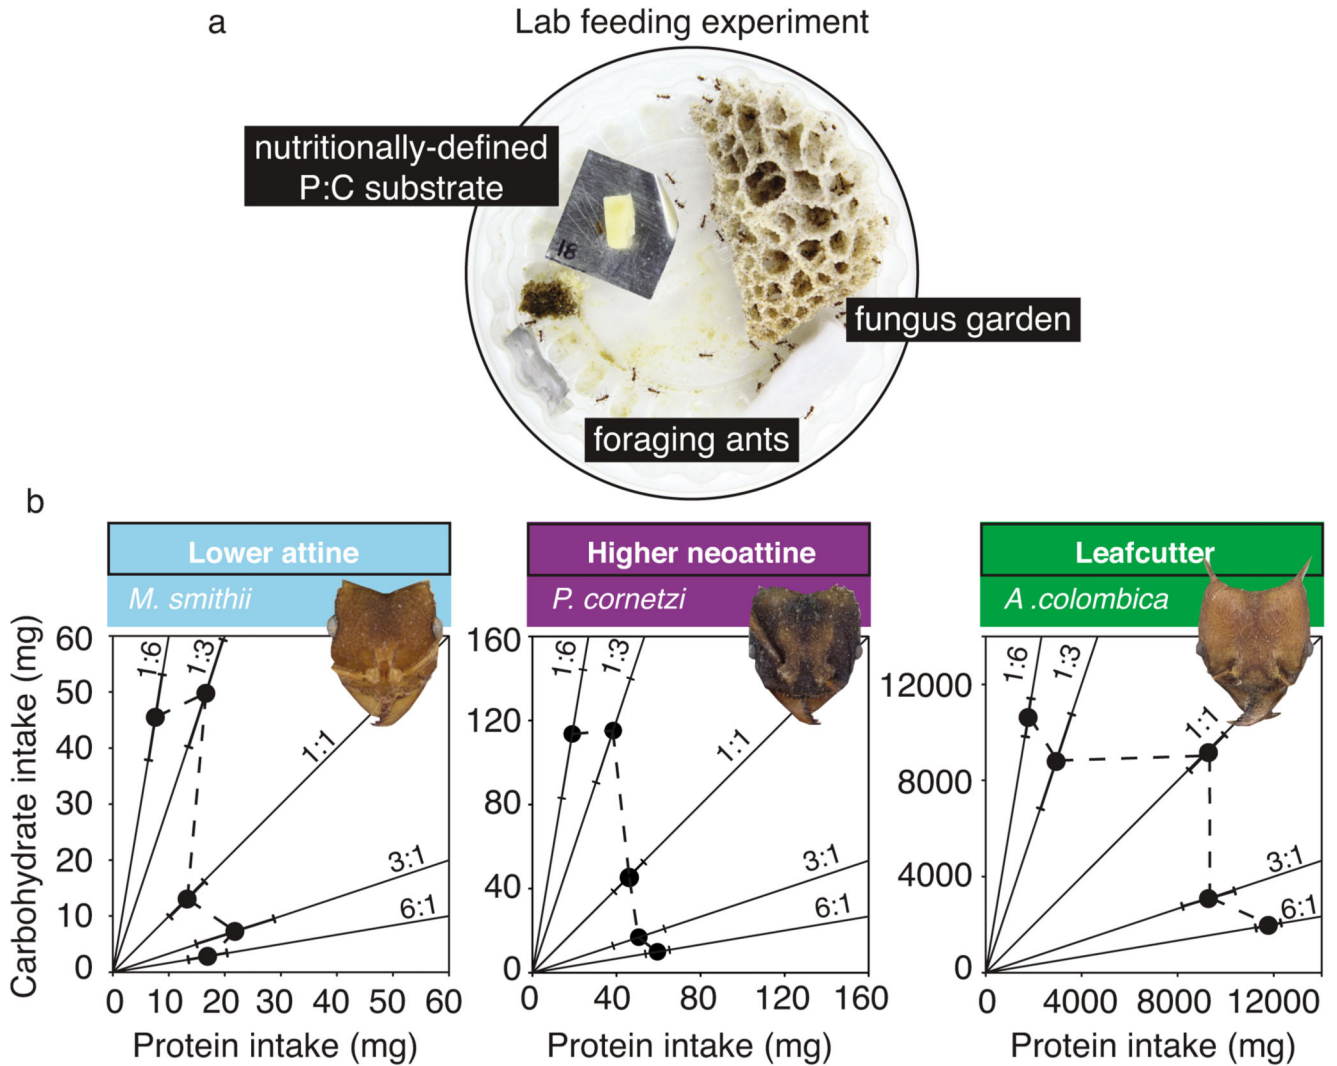 a
Lab feeding experiment
nutritionally-defined
P:C substrate
18
fungus garden
foraging ants
b
Lower attine
M. smithii
Higher neoattine
P. cornetzi
Leafcutter
A .colombica
Carbohydrate intake (mg)
60
50
40
30
20
10
0
1:6
1:3
1:1
3:1
6:1
0 10 20 30 40 50 60
Protein intake (mg)
160
120
80
40
0
1:6
1:3
1:1
3:1
6:1
0 40 80 120 160
Protein intake (mg)
12000
8000
4000
0
1:6
1:3
1:1
3:1
6:1
0 4000 8000 12000
Protein intake (mg)